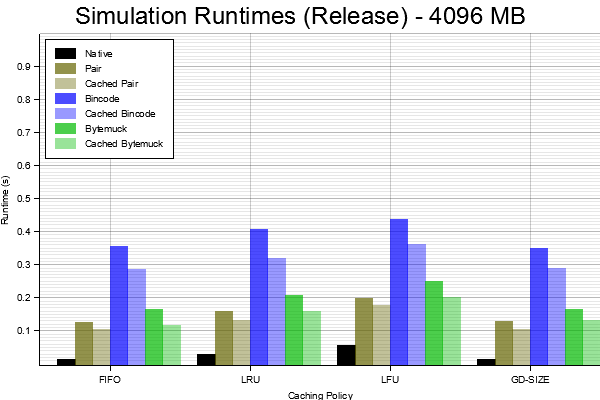 Simulation Runtimes (Release) - 4096 MB
Native
Pair
Cached Pair
Bincode
Cached Bincode
Bytemuck
Cached Bytemuck
0.9
0.8
0.7
0.6
0.5
0.4
0.3
0.2
0.1
Runtime (s)
FIFO LRU LFU GD-SIZE
Caching Policy